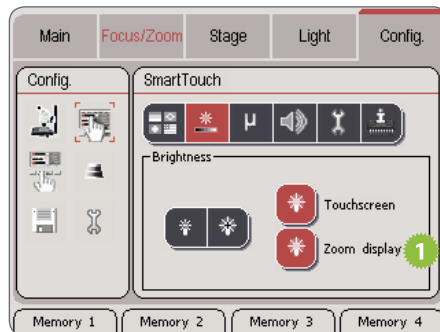 Main Focus/Zoom Stage Light Config.
Config.
SmartTouch
µ
Brightness
Touchscreen
Zoom display
1
Memory 1 Memory 2 Memory 3 Memory 4